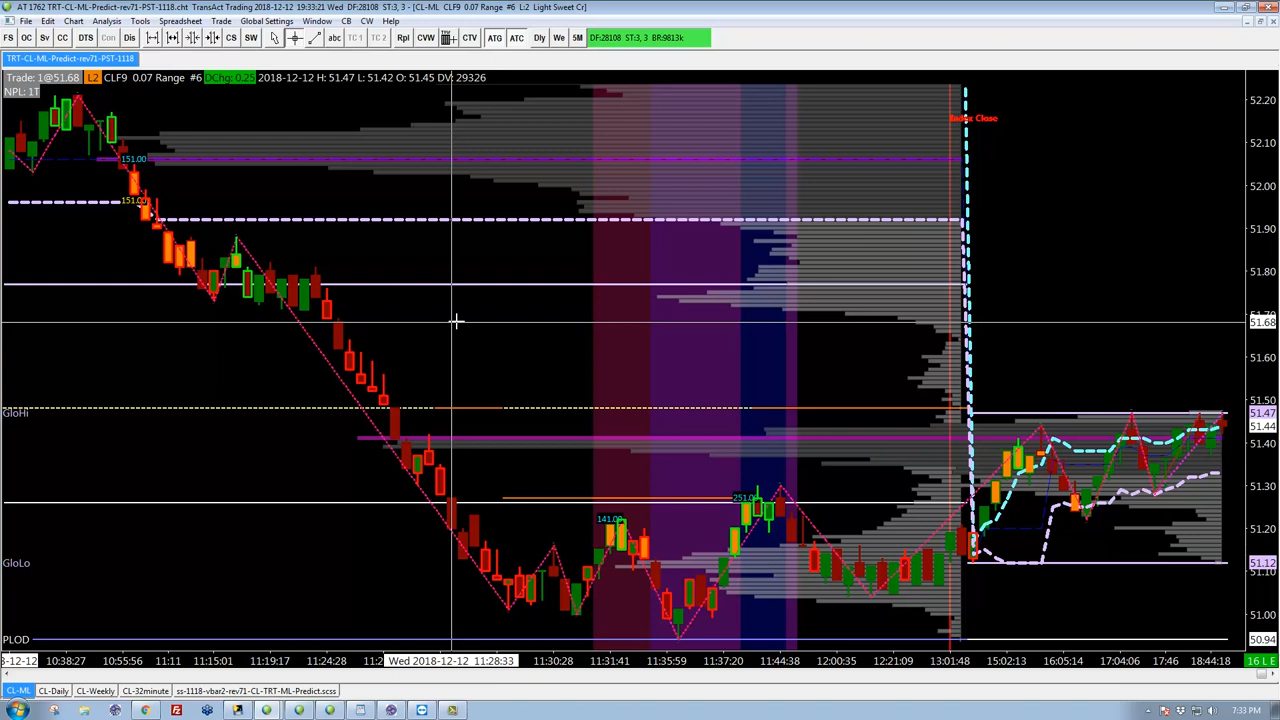 AT 1762 TRT-CL-ML-Predict-rev71-PST-1118.cht TransAct Trading 2018-12-12 19:33:21 Wed DF:28108 ST:3, 3 - [CL-ML CLF9 0.07 Range #6 L:2 Light Sweet Cr]
File Edit Chart Analysis Tools Spreadsheet Trade Global Settings Window CB CW Help
FS OC Sv CC DTS Con Dis CS SW abc TC 1 TC 2 Rpl CVW CTV ATG ATC Dly We 5M DF:28108 ST:3, 3 BR:9813k
TRT-CL-ML-Predict-rev71-PST-1118
Trade: 1@51.68 L2 CLF9 0.07 Range #6 DChg: 0.25 2018-12-12 H: 51.47 L: 51.42 O: 51.45 DV: 29326
NPL: 1T
52.20
Index Close
52.10
151.00
52.00
151.00
51.90
51.80
51.70
51.68
51.60
51.50
GloHi
51.47
51.44
51.40
51.30
251.00
141.00
51.20
GloLo
51.12
51.00
PLOD
50.94
3-12-12 10:38:27 10:55:56 11:11 11:15:01 11:19:17 11:24:28 11:2 Wed 2018-12-12 11:28:33 11:30:28 11:31:41 11:35:59 11:37:20 11:44:38 12:00:35 12:21:09 13:01:48 15:02:13 16:05:14 17:04:06 17:46 18:44:18 16 L E
CL-ML CL-Daily CL-Weekly CL-32minute ss-1118-vbar2-rev71-CL-TRT-ML-Predict.scss
7:33 PM